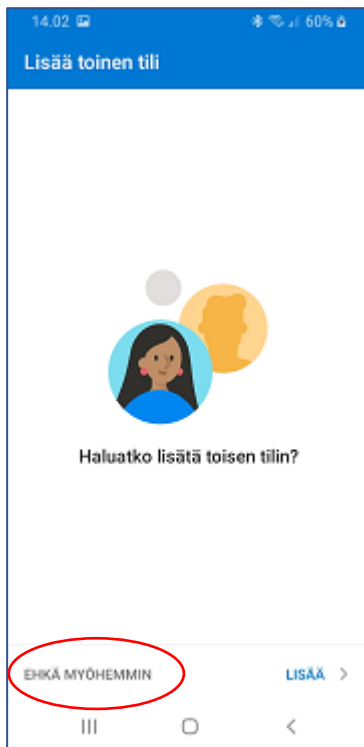 14.02 60%
Lisää toinen tili
Haluatko lisätä toisen tilin?
EHKÄ MYÖHEMMIN LISÄÄ >